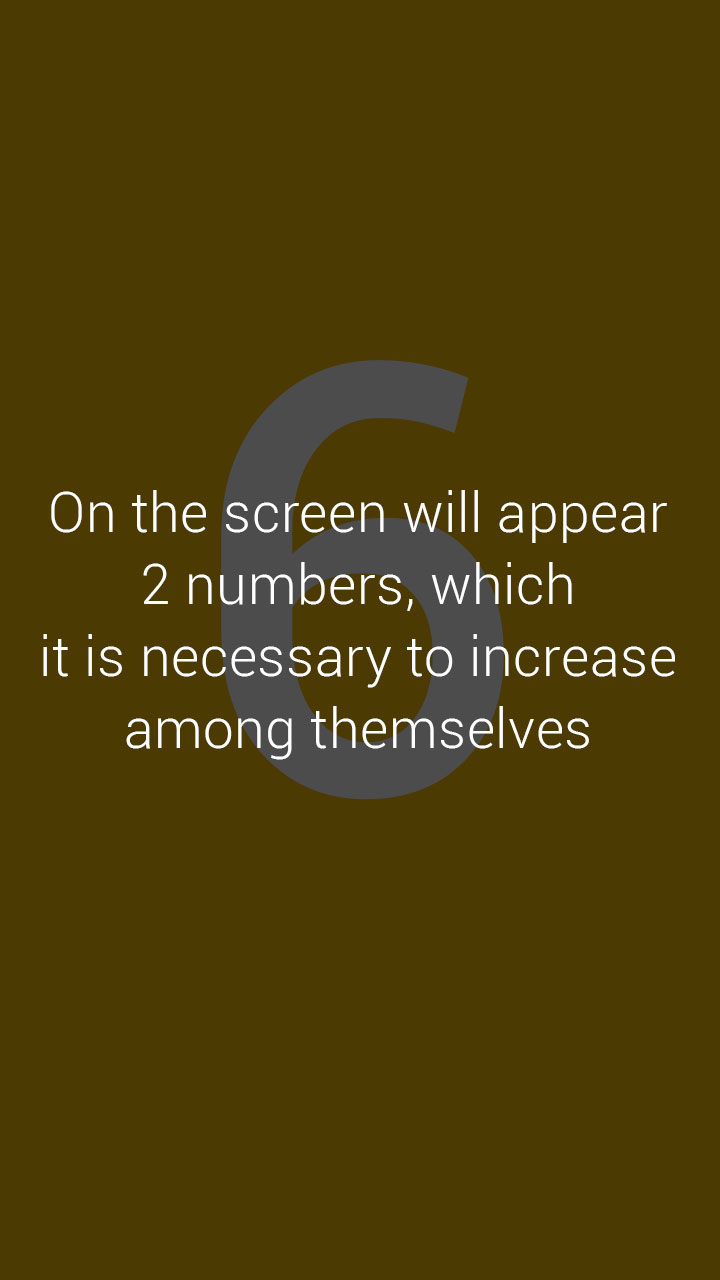 6
On the screen will appear
2 numbers, which
it is necessary to increase
among themselves